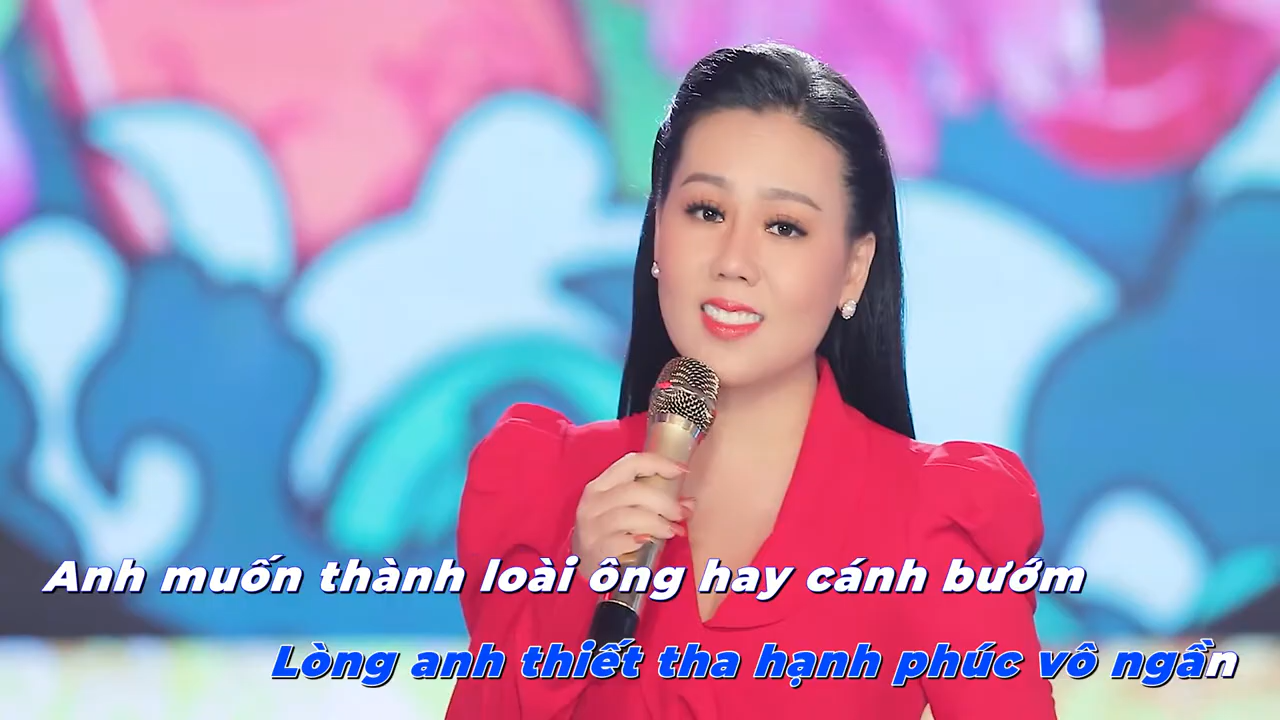 Anh muốn thành loài ông hay cánh bướm
Lòng anh thiết tha hạnh phúc vô ngần